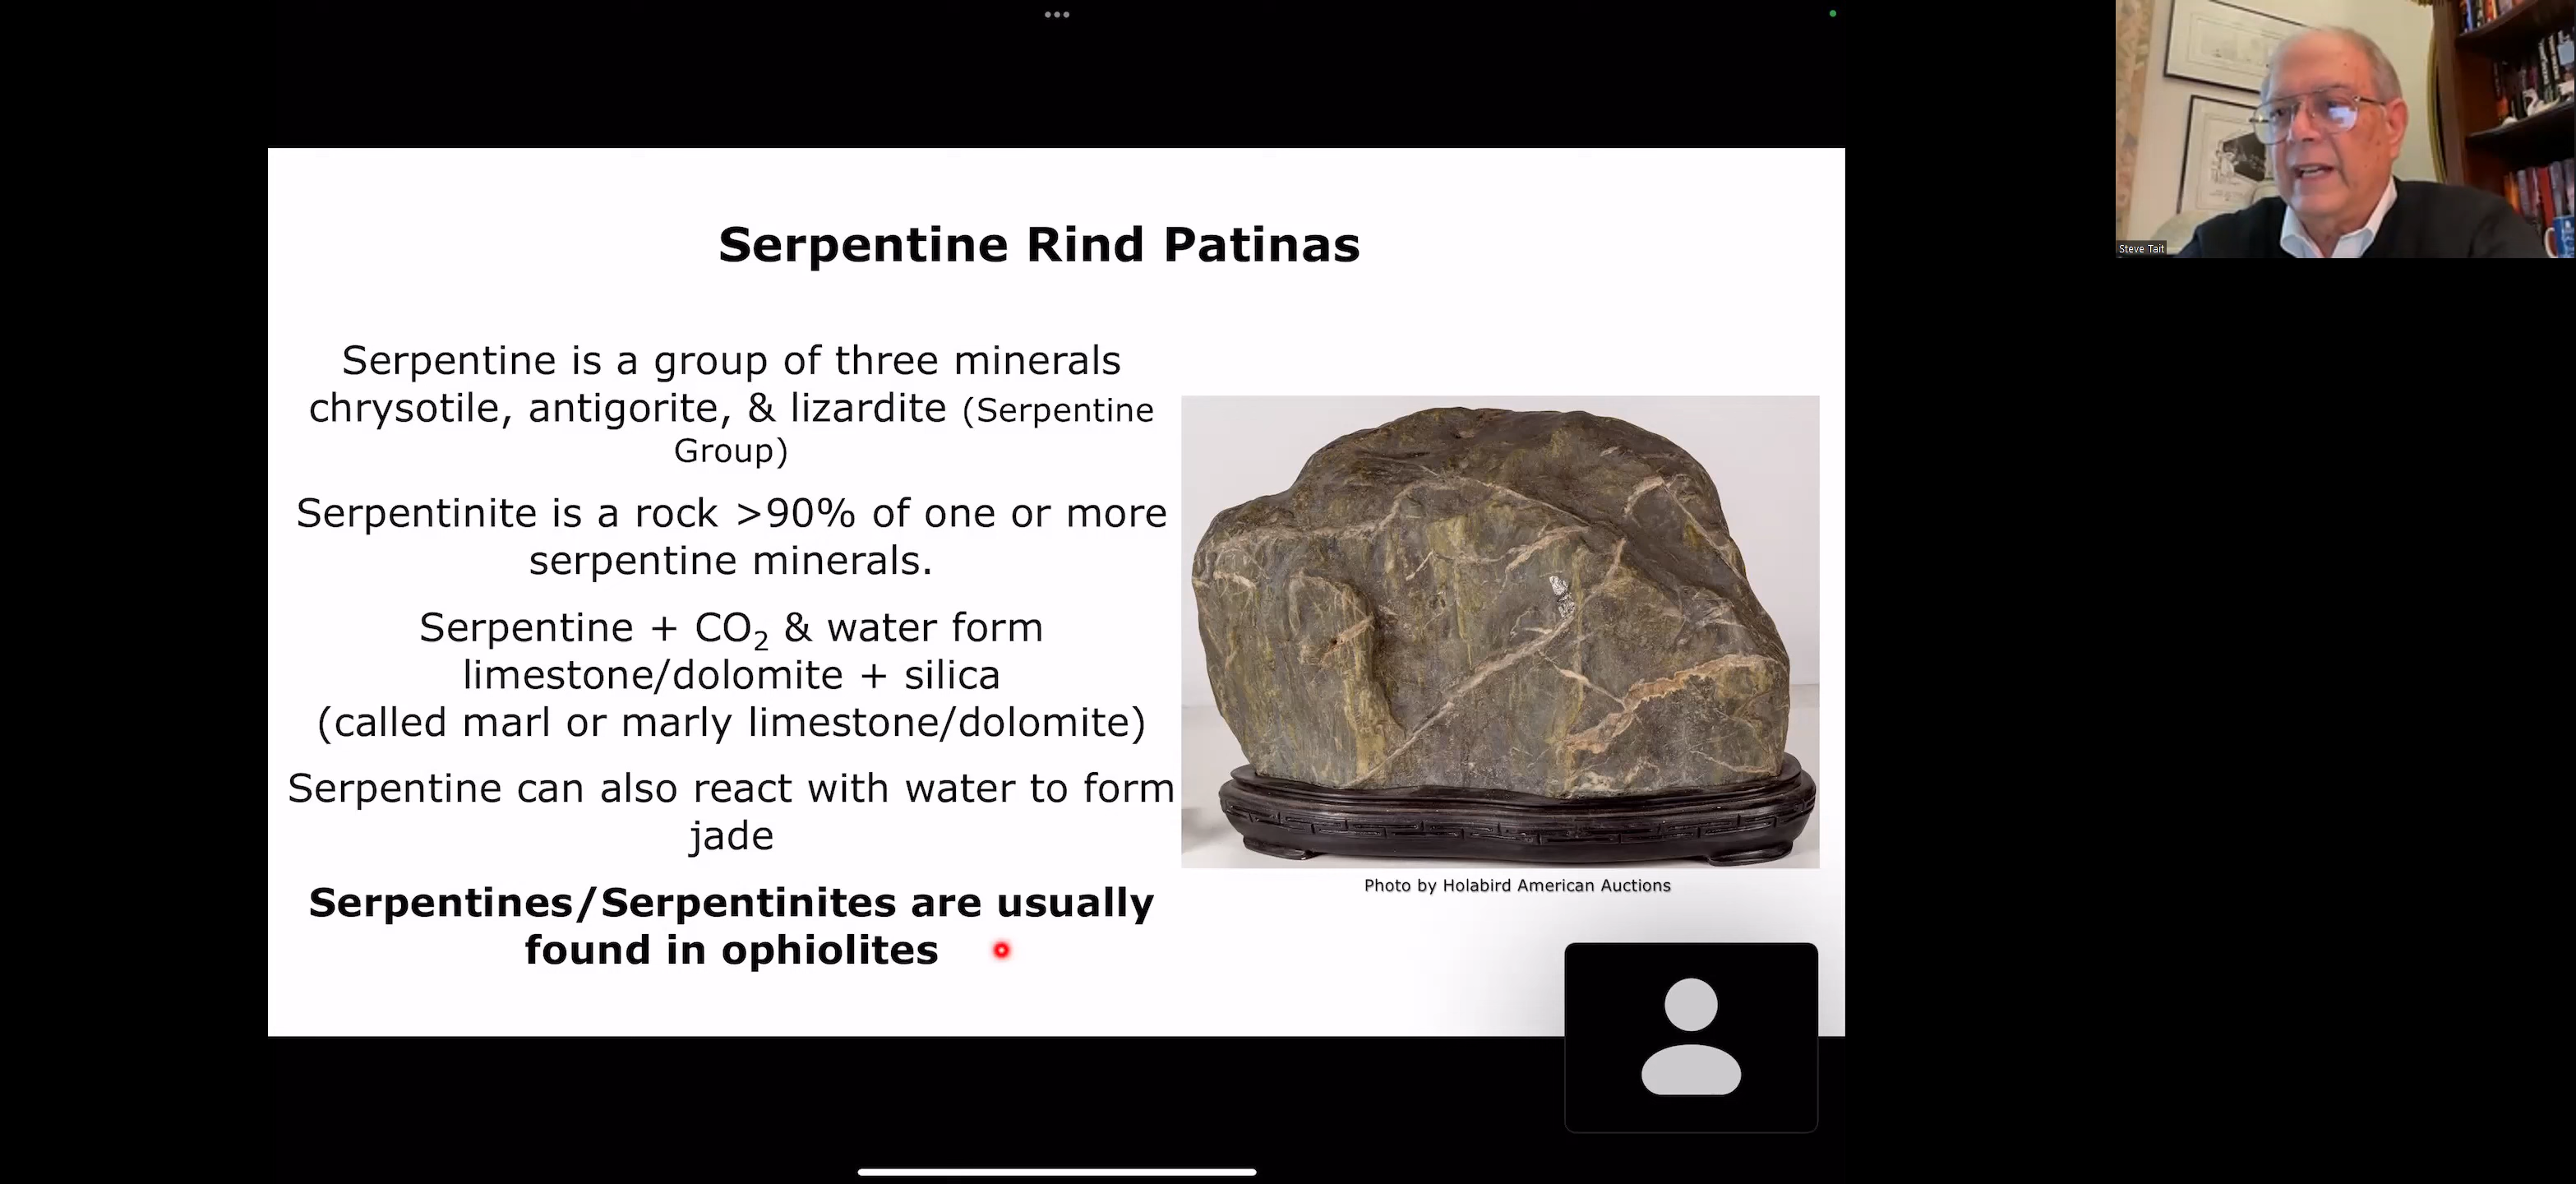 Steve Tait
Serpentine Rind Patinas
Serpentine is a group of three minerals
chrysotile, antigorite, & lizardite (Serpentine
Group)
Serpentinite is a rock >90% of one or more
serpentine minerals.
Serpentine + CO₂ & water form
limestone/dolomite + silica
(called marl or marly limestone/dolomite)
Serpentine can also react with water to form
jade
Serpentines/Serpentinites are usually
found in ophiolites
Photo by Holabird American Auctions